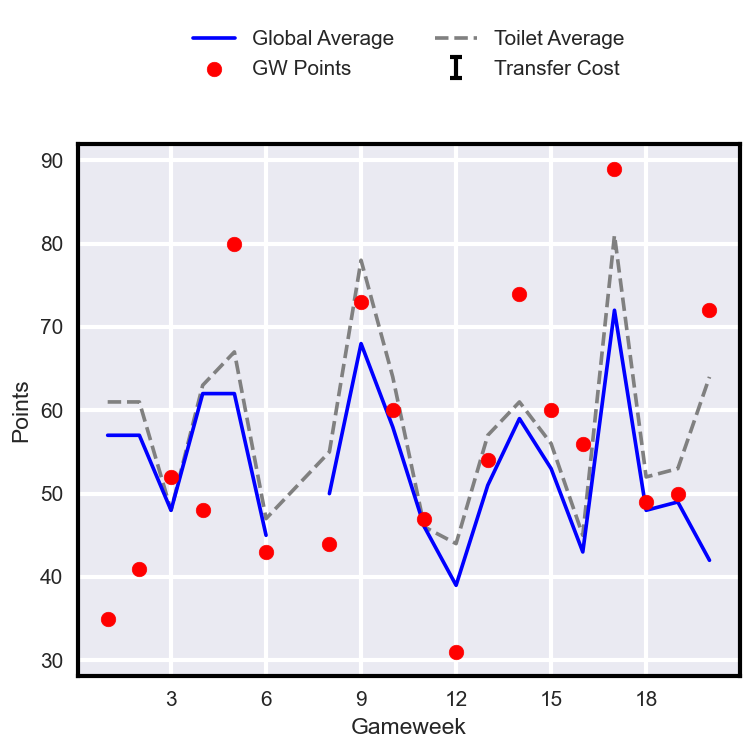 Global Average
Toilet Average
GW Points
Transfer Cost
90
80
70
60
50
40
30
Points
3 6 9 12 15 18
Gameweek